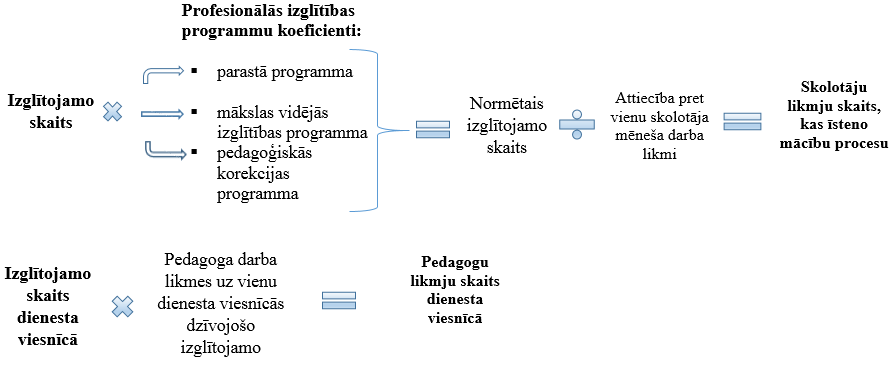 Profesionālās izglītības
programmu koeficienti:
Izglītojamo
skaits
▪ parastā programma
▪ mākslas vidējās
izglītības programma
▪ pedagoģiskās
korekcijas
programma
Normētais
izglītojamo
skaits
Attiecība pret
vienu skolotāja
mēneša darba
likmi
Skolotāju
likmju skaits,
kas īsteno
mācību procesu
Izglītojamo
skaits
dienesta
viesnīcā
Pedagoga darba
likmes uz vienu
dienesta viesnīcās
dzīvojošo
izglītojamo
Pedagogu
likmju skaits
dienesta
viesnīcā